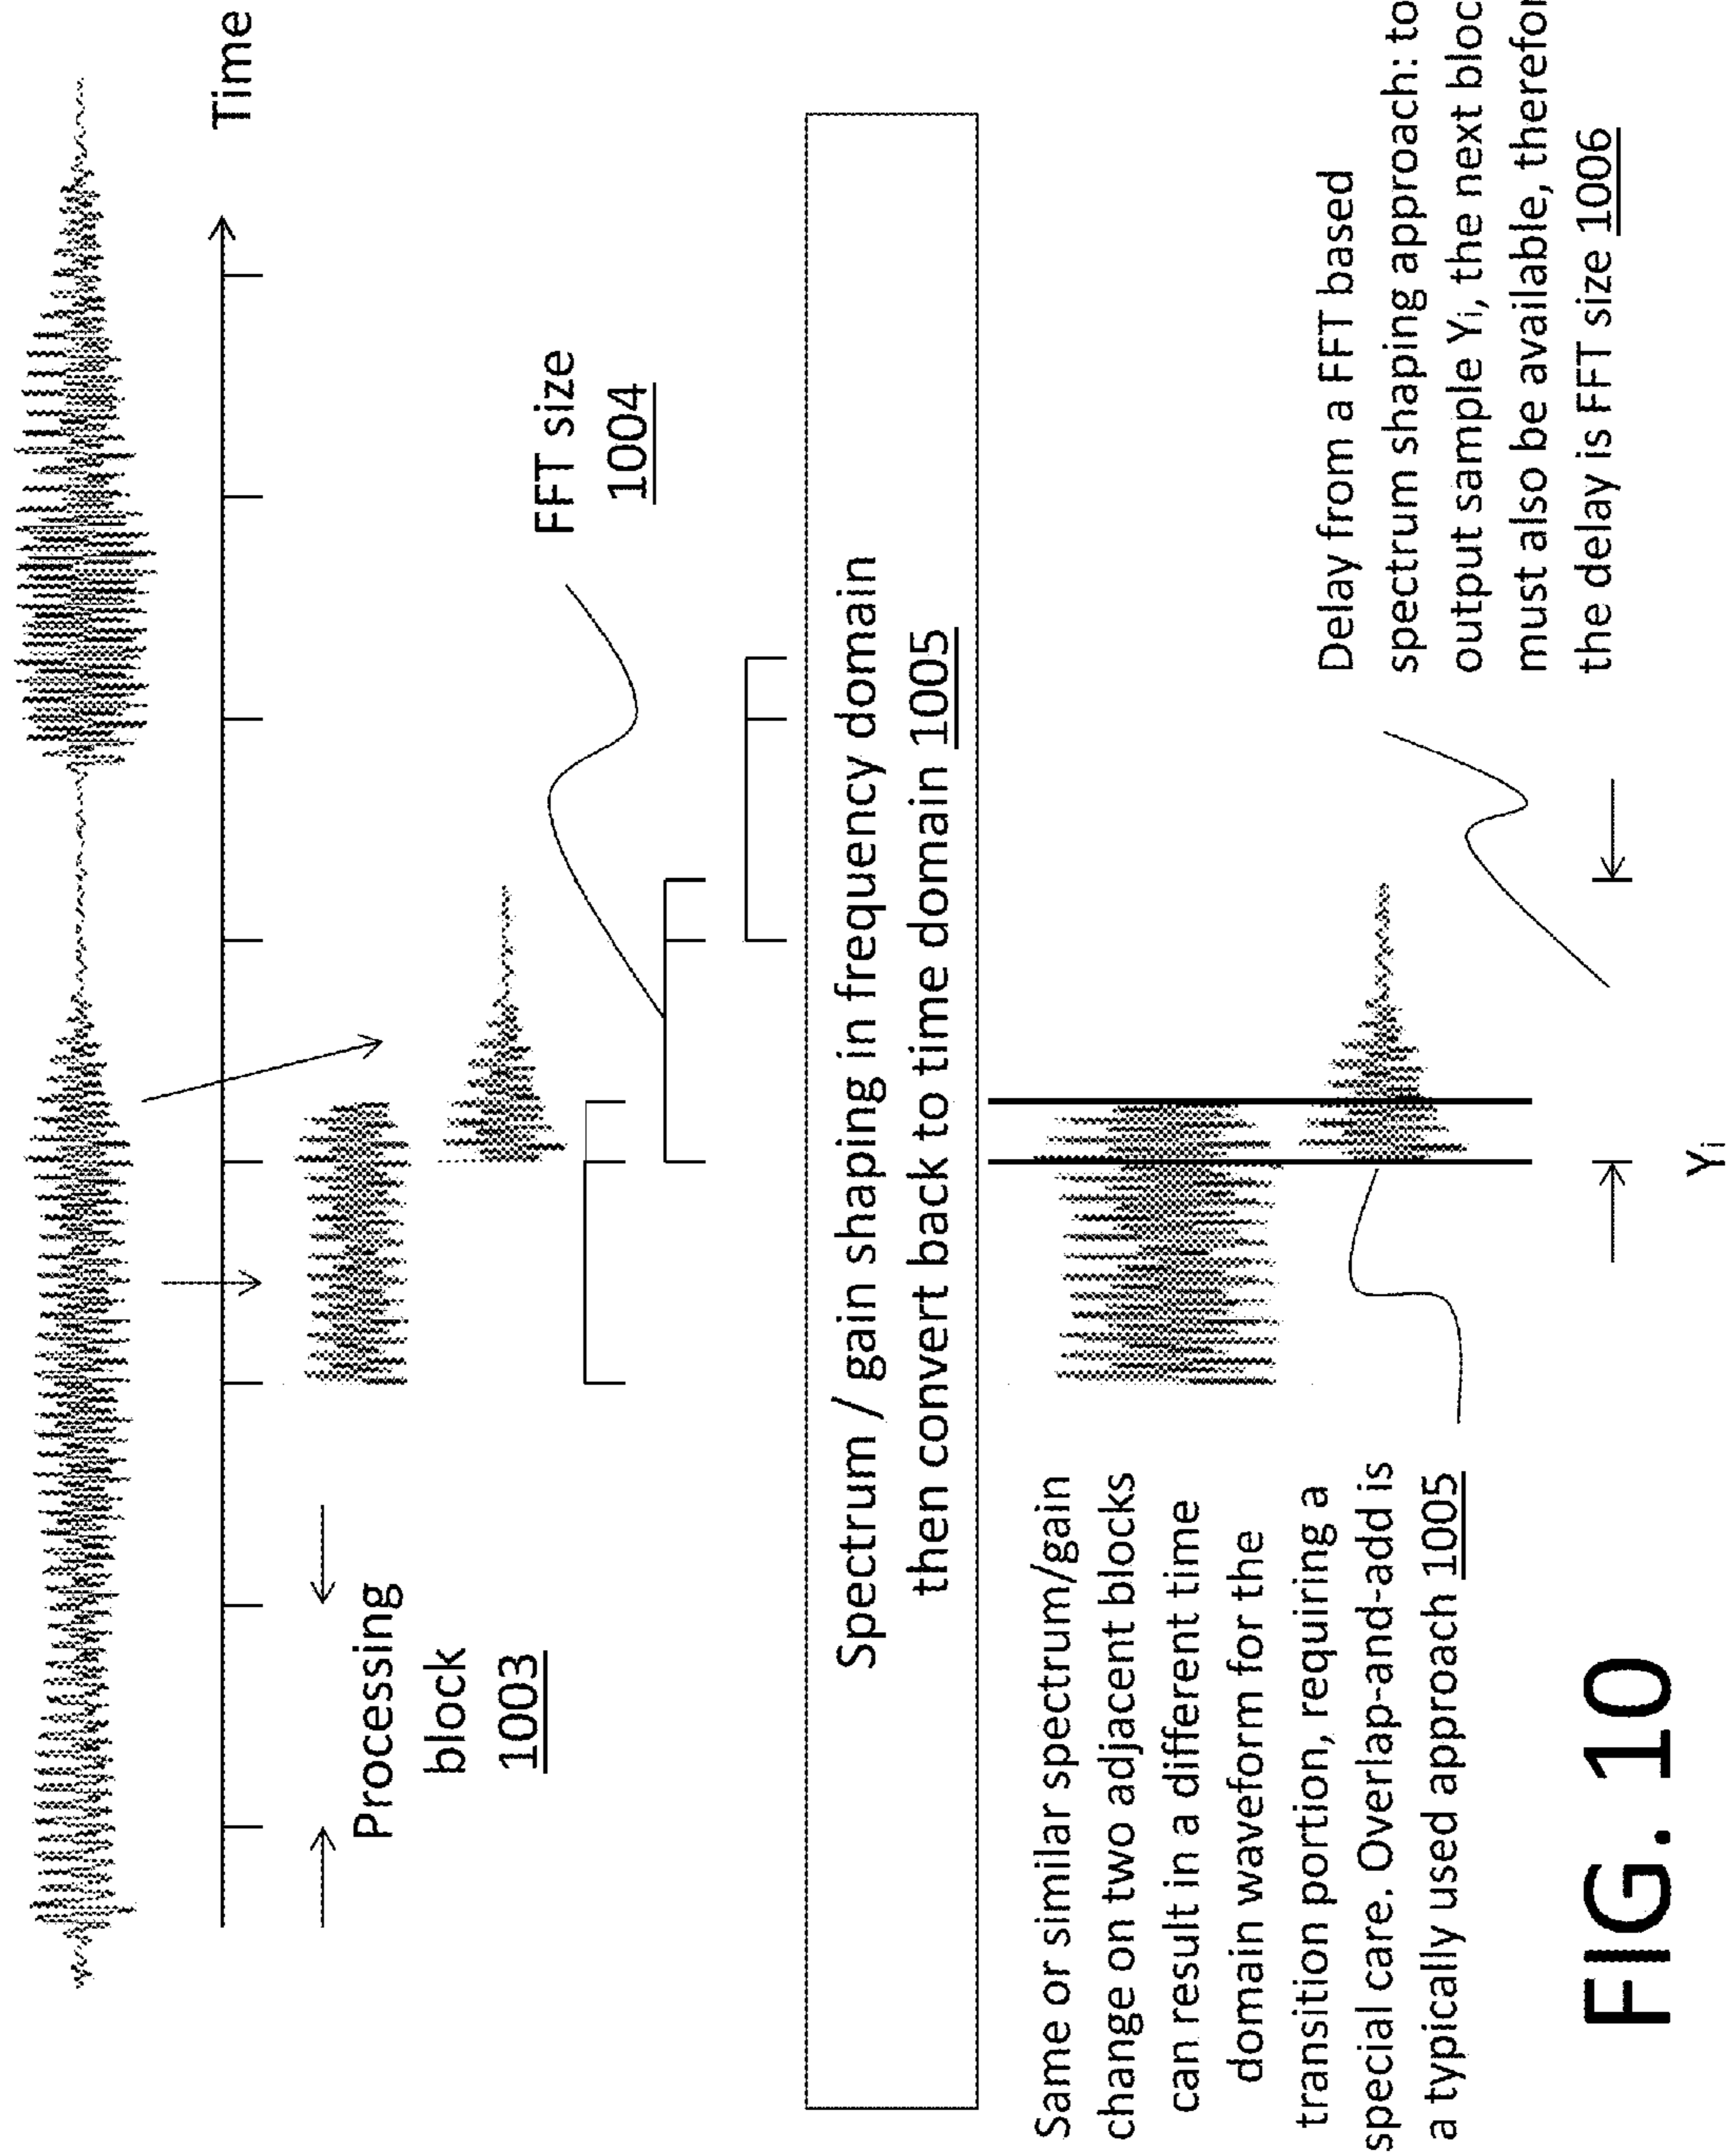 Time
Processing
block
1003
FFT size
1004
Spectrum / gain shaping in frequency domain
then convert back to time domain 1005
Same or similar spectrum/gain
change on two adjacent blocks
can result in a different time
domain waveform for the
transition portion, requiring a
special care. Overlap-and-add is
a typically used approach 1005
Delay from a FFT based
spectrum shaping approach: to
output sample Yi, the next bloc
must also be available, therefor
the delay is FFT size 1006
Yi
FIG. 10